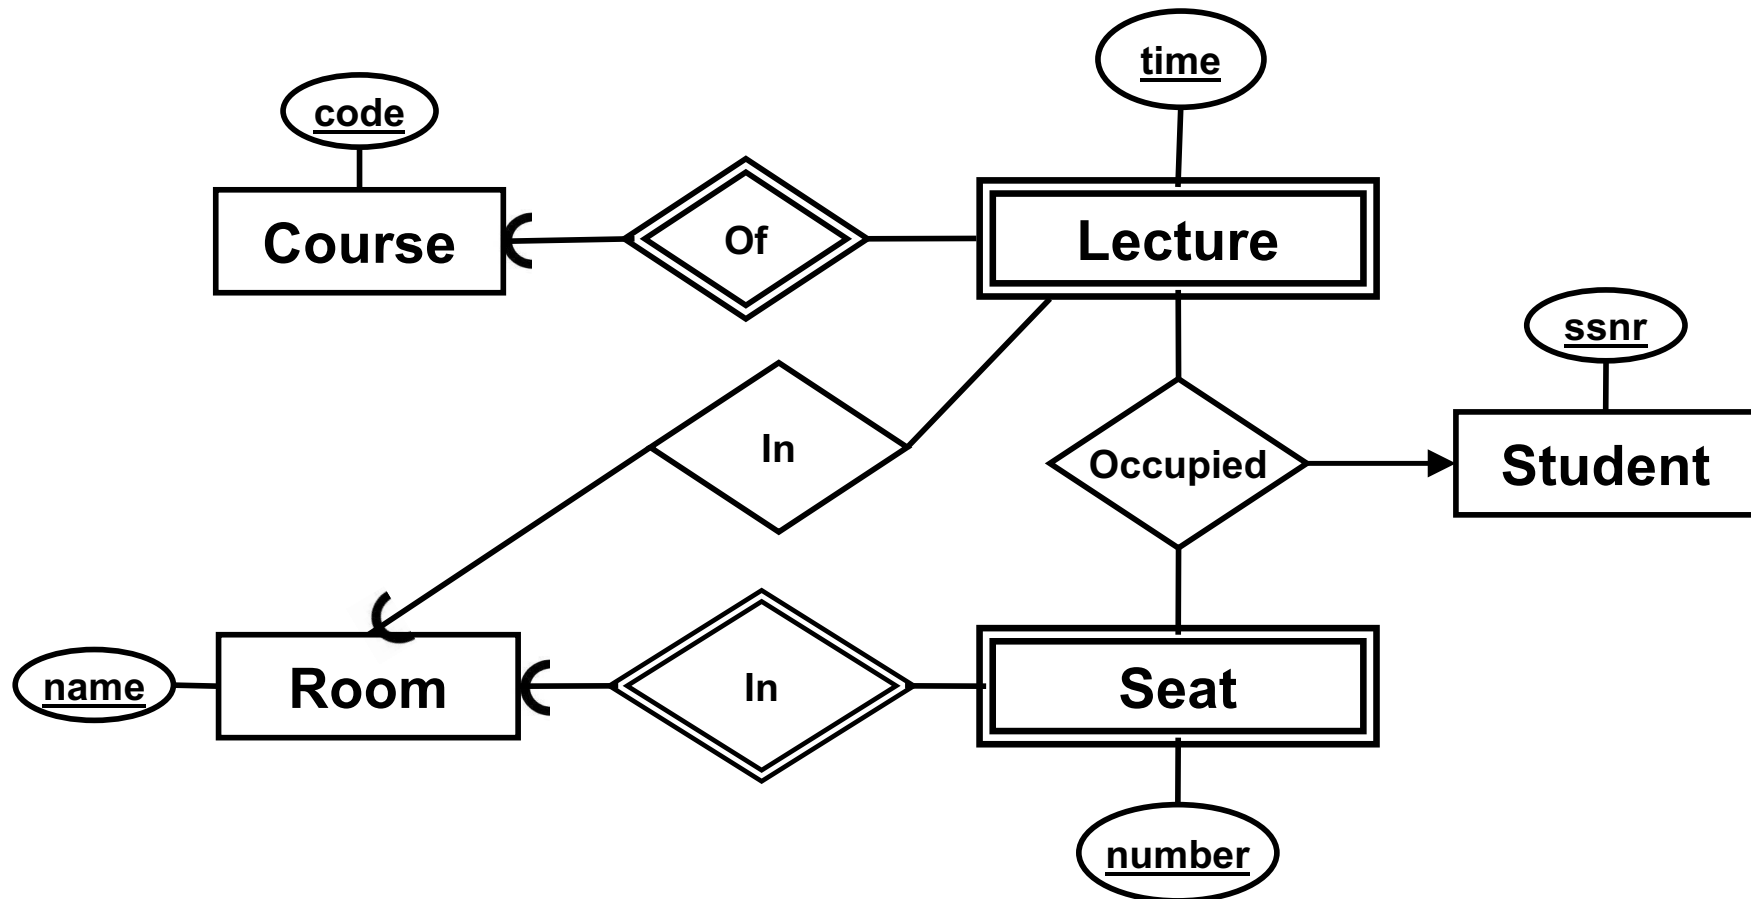 time
code
Course
Of
Lecture
ssnr
In
Occupied
Student
name
Room
In
Seat
number